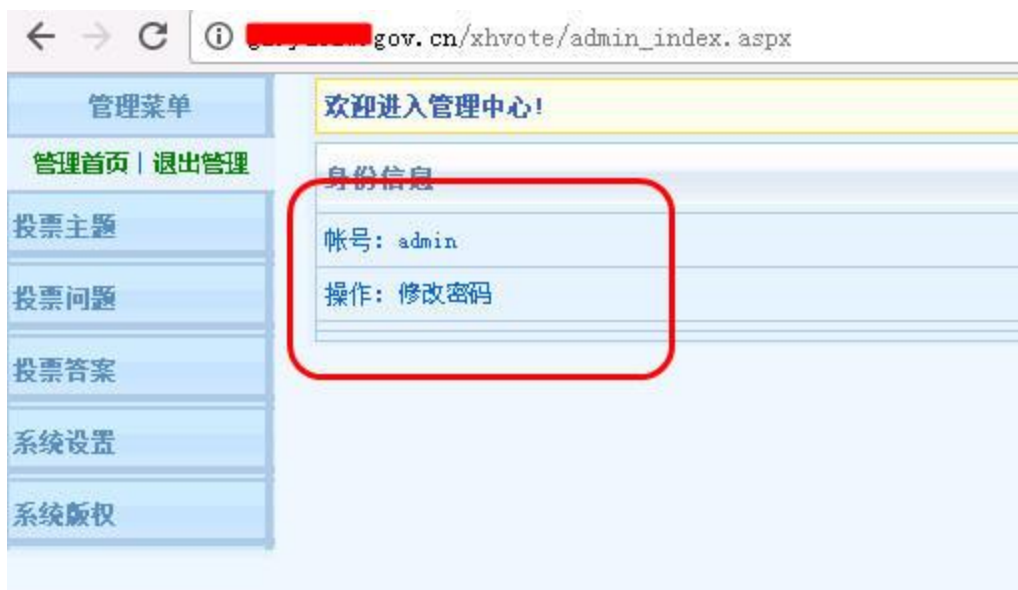 gov.cn/xhvote/admin_index.aspx
管理菜单
管理首页|退出管理
投票主题
投票问题
投票答案
系统设置
系统版权
欢迎进入管理中心!
身份信息
帐号: admin
操作: 修改密码